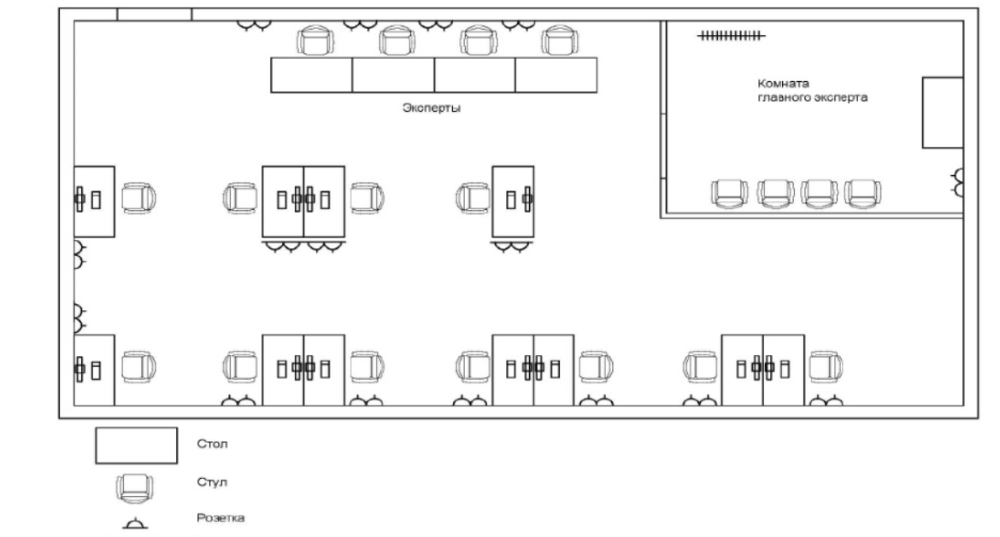 Комната
главного эксперта
Эксперты
Стол
Стул
Розетка